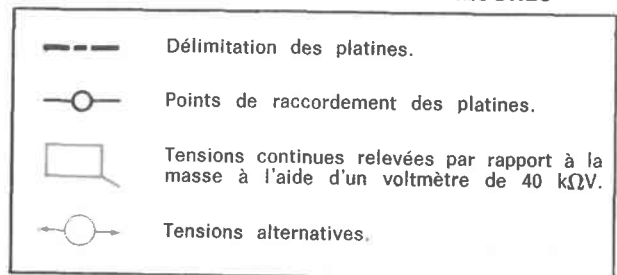 Délimitation des platines.
Points de raccordement des platines.
Tensions continues relevées par rapport à la
masse à l'aide d'un voltmètre de 40 kΩV.
Tensions alternatives.